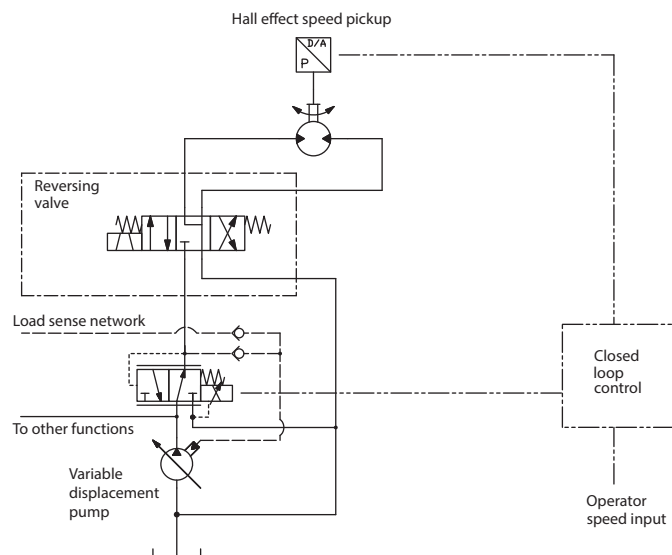 Hall effect speed pickup
D/A
P
Reversing
valve
Load sense network
To other functions
Variable
displacement
pump
Closed
loop
control
Operator
speed input